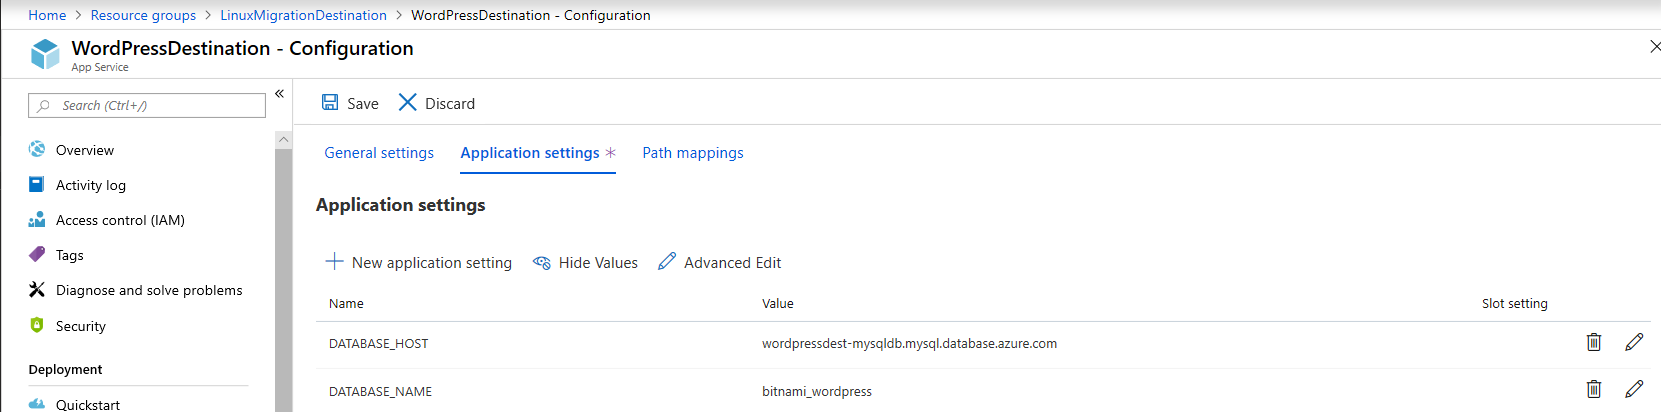 Home > Resource groups > LinuxMigrationDestination > WordPressDestination - Configuration
WordPressDestination - Configuration
App Service
Search (Ctrl+/)
«
Overview
Activity log
Access control (IAM)
Tags
Diagnose and solve problems
Security
Deployment
Quickstart
Save Discard
General settings Application settings * Path mappings
Application settings
New application setting Hide Values Advanced Edit
Name Value Slot setting
DATABASE_HOST wordpressdest-mysqldb.mysql.database.azure.com
DATABASE_NAME bitnami_wordpress